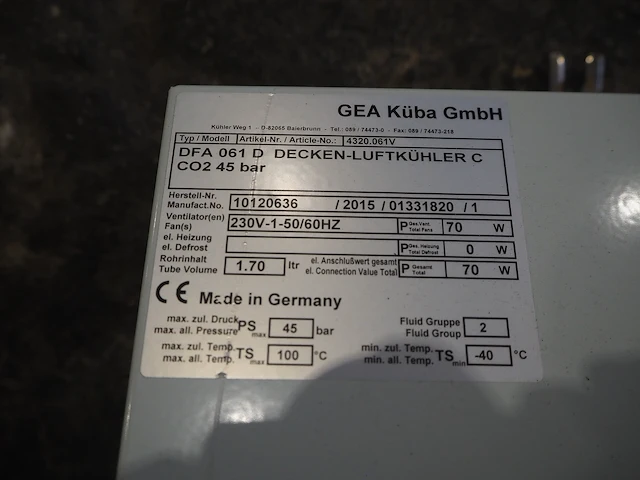 GEA Küba GmbH
Kühler Weg 1 – D-82065 Baierbrunn – Tel.: 089 / 74473-0 – Fax: 089 / 74473-218
Typ / Modell Artikel-Nr. / Article-No.: 4320.061V
DFA 061 D DECKEN-LUFTKÜHLER C
CO2 45 bar
Herstell-Nr.
Manufact.No. 10120636 / 2015 / 01331820 / 1
Ventilator(en)
Fan(s) 230V-1-50/60HZ P Ges.Vent. Total Fans 70 W
el. Heizung
el. Defrost P Ges. Heizung Total Defrost 0 W
Rohrinhalt
Tube Volume 1.70 ltr
el. Anschlußwert gesamt
el. Connection Value Total P Gesamt Total 70 W
CE Made in Germany
max. zul. Druck
max. all. Pressure PS max 45 bar
Fluid Gruppe
Fluid Group 2
max. zul. Temp.
max. all. Temp. TS max 100 °C
min. zul. Temp.
min. all. Temp. TS min -40 °C